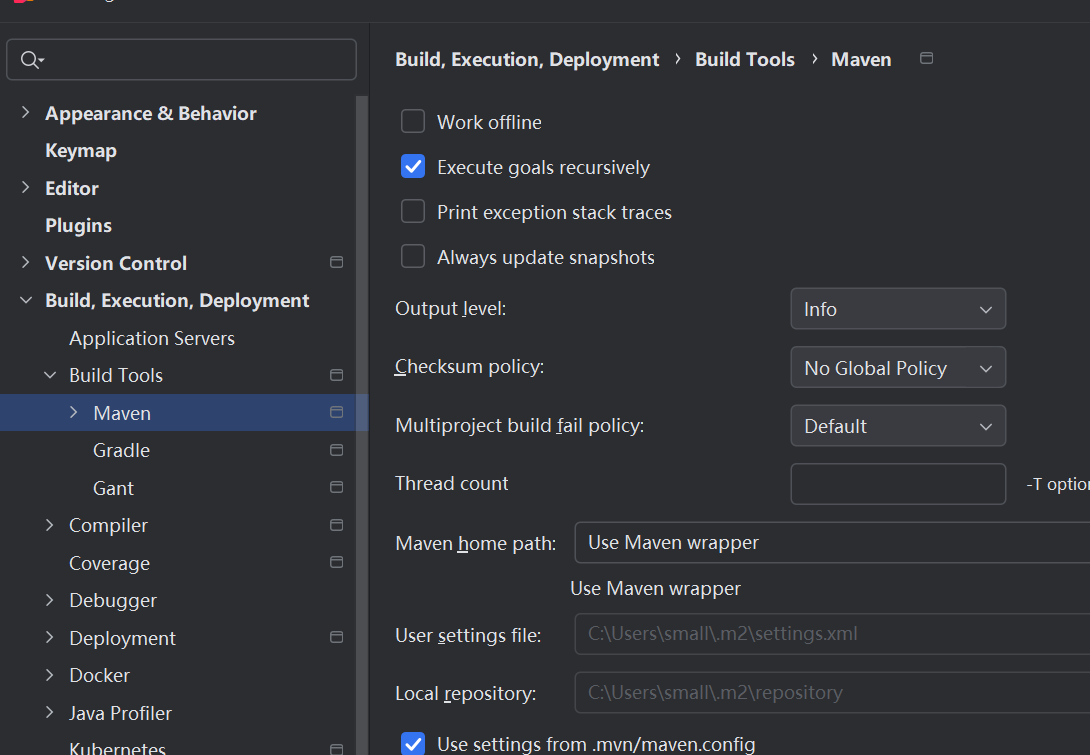 Appearance & Behavior
Keymap
Editor
Plugins
Version Control
Build, Execution, Deployment
Application Servers
Build Tools
Maven
Gradle
Gant
Compiler
Coverage
Debugger
Deployment
Docker
Java Profiler
Kubernetes
Build, Execution, Deployment › Build Tools › Maven
Work offline
Execute goals recursively
Print exception stack traces
Always update snapshots
Output level: Info
Checksum policy: No Global Policy
Multiproject build fail policy: Default
Thread count -T
Maven home path: Use Maven wrapper
Use Maven wrapper
User settings file: C:\Users\small\.m2\settings.xml
Local repository: C:\Users\small\.m2\repository
Use settings from .mvn/maven.config